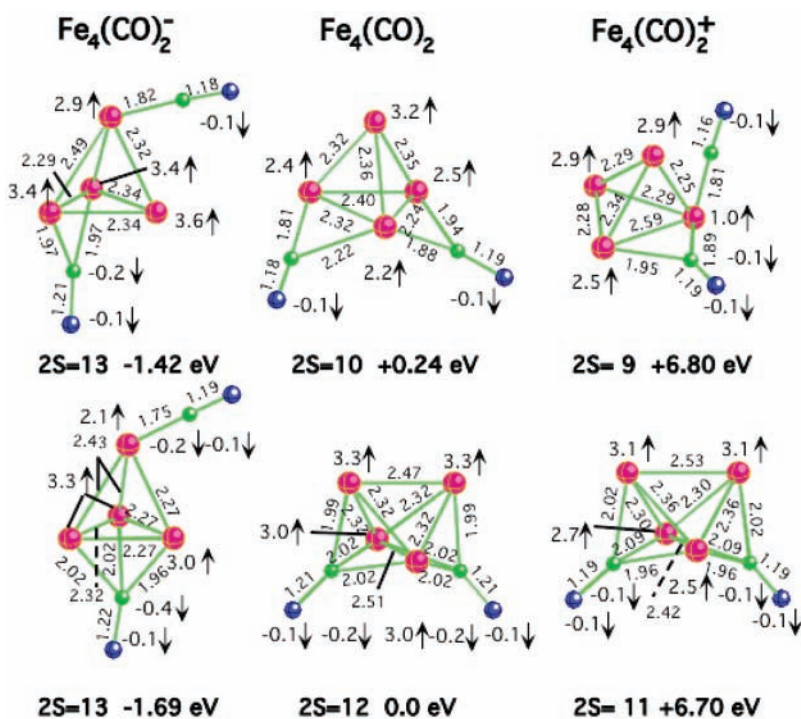 Fe₄(CO)₂⁻ Fe₄(CO)₂ Fe₄(CO)₂⁺
2.9↑ 1.82 1.18 -0.1↓
2.49 2.32
2.29 3.4↑
3.4↑ 2.34
2.34 3.6↑
1.97 1.97
-0.2↓
1.21 -0.1↓
3.2↑
2.32 2.36 2.35
2.4↑ 2.5↑
2.40
2.32 2.24
1.81 1.94
2.22 1.88
1.18 2.2↑ 1.19
-0.1↓ -0.1↓
1.16 -0.1↓
2.9↑
2.9↑ 2.29 2.25 1.81
2.29
2.28 2.34 2.59 1.0↑
1.89
2.5↑ 1.95 1.19 -0.1↓
-0.1↓
2S=13 -1.42 eV 2S=10 +0.24 eV 2S= 9 +6.80 eV
2.1↑ 1.75 1.19
2.43 -0.2↓ -0.1↓
3.3↑ 2.27
2.27
2.27 3.0↑
2.02 2.02 1.96
2.32
-0.4↓
1.22 -0.1↓
3.3↑ 2.47 3.3↑
1.99 2.32 2.32 1.99
3.0↑ 2.32 2.32
2.02 2.02
2.02 2.02
1.21 2.51 1.21
-0.1↓ -0.2↓ 3.0↑ -0.2↓ -0.1↓
3.1↑ 2.53 3.1↑
2.02 2.36 2.30 2.02
2.7↑ 2.30 2.36
2.09 2.09
1.19 1.96 1.96 1.19
-0.1↓ 2.5↑ -0.1↓
-0.1↓ 2.42 -0.1↓
2S=13 -1.69 eV 2S=12 0.0 eV 2S= 11 +6.70 eV